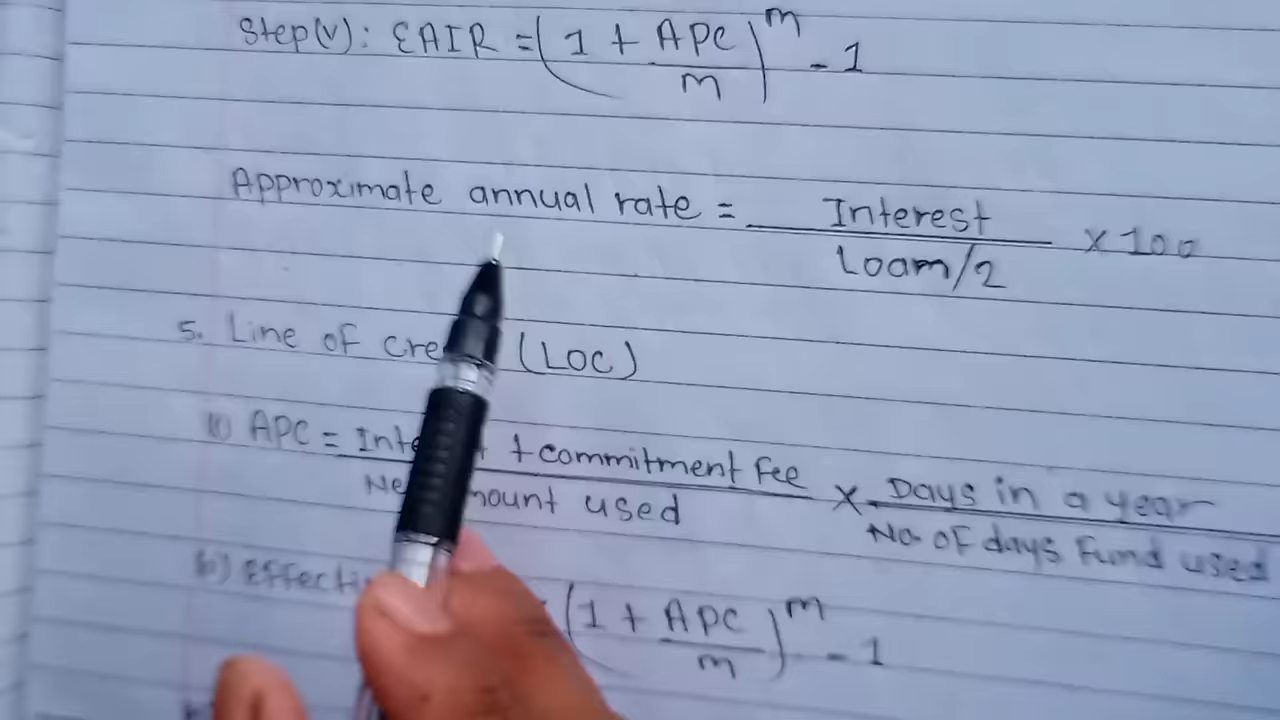 Step(v): EAIR = (1 + APC/m)^m - 1
Approximate annual rate = Interest / Loam/2 × 100
5. Line of cre (LOC)
APC = Inte + commitment Fee / Ne mount used × Days in a year / No. of days Fund used
ii) Effecti = (1 + APC/m)^m - 1